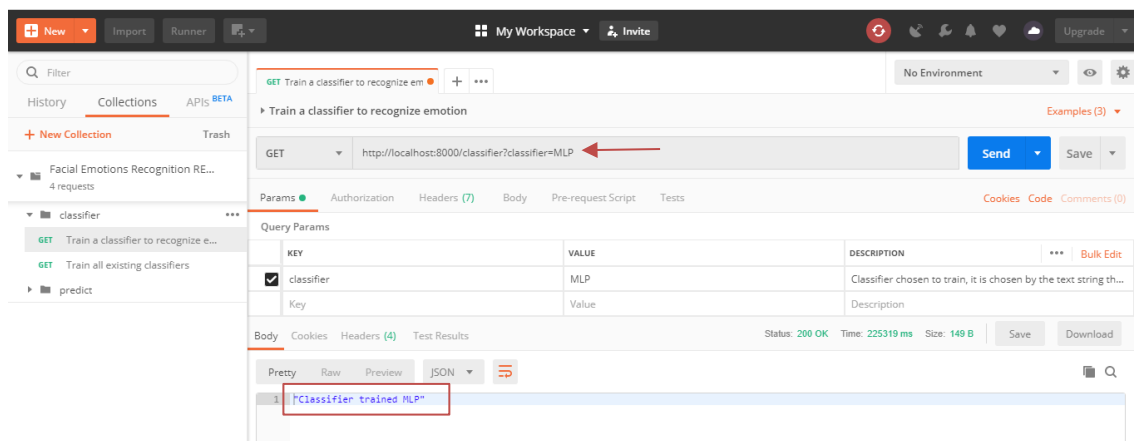 New Import Runner My Workspace Invite Upgrade
Filter
History Collections APIs BETA
+ New Collection Trash
Facial Emotions Recognition RE...
4 requests
classifier
GET Train a classifier to recognize e...
GET Train all existing classifiers
predict
GET Train a classifier to recognize em
No Environment
Train a classifier to recognize emotion Examples (3)
GET http://localhost:8000/classifier?classifier=MLP Send Save
Params Authorization Headers (7) Body Pre-request Script Tests Cookies Code Comments (0)
Query Params
KEY VALUE DESCRIPTION Bulk Edit
classifier MLP Classifier chosen to train, it is chosen by the text string th...
Key Value Description
Body Cookies Headers (4) Test Results Status: 200 OK Time: 225319 ms Size: 149 B Save Download
Pretty Raw Preview JSON
1 "Classifier trained MLP"